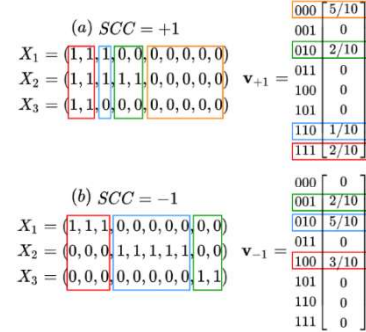 (a) SCC = +1
X₁ = (1,1,1,0,0,0,0,0,0,0)
X₂ = (1,1,1,1,1,0,0,0,0,0)
X₃ = (1,1,0,0,0,0,0,0,0,0)
v₊₁ =
000 5/10
001 0
010 2/10
011 0
100 0
101 0
110 1/10
111 2/10
(b) SCC = −1
X₁ = (1,1,1,0,0,0,0,0,0,0)
X₂ = (0,0,0,1,1,1,1,1,0,0)
X₃ = (0,0,0,0,0,0,0,0,1,1)
v₋₁ =
000 0
001 2/10
010 5/10
011 0
100 3/10
101 0
110 0
111 0